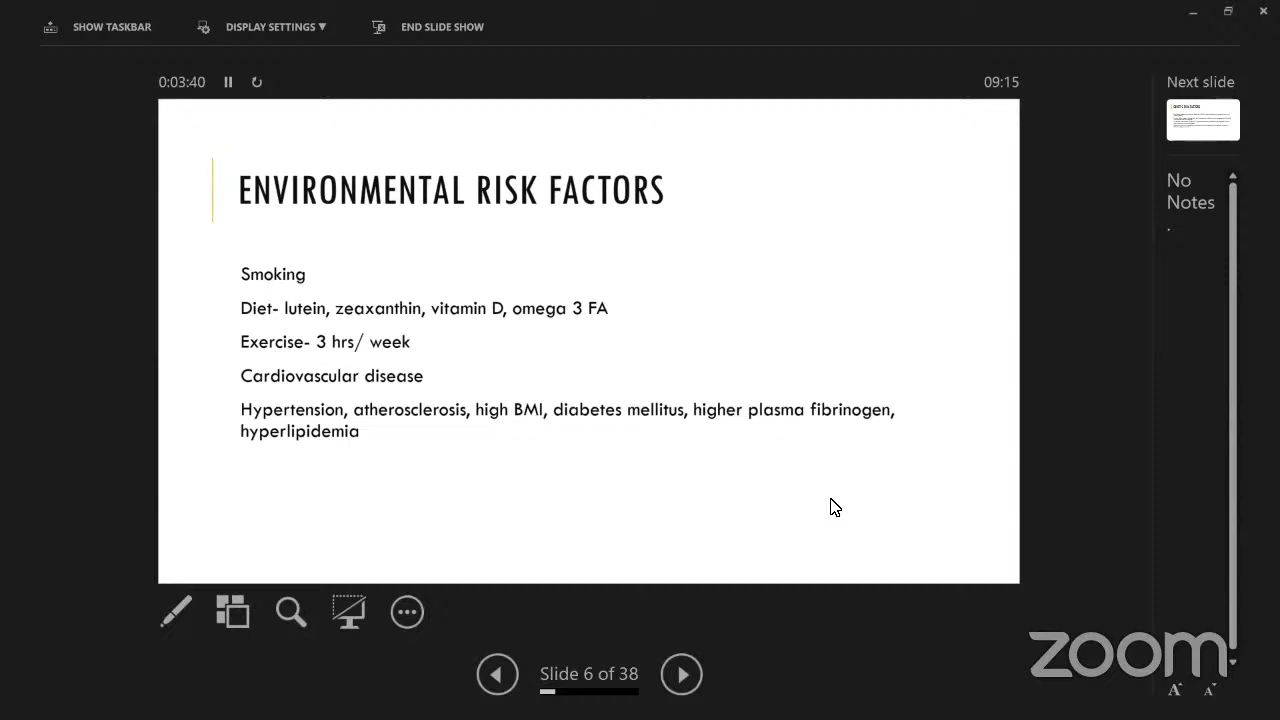 SHOW TASKBAR
DISPLAY SETTINGS ▼
END SLIDE SHOW
0:03:40
09:15
Next slide
ENVIRONMENTAL RISK FACTORS
Smoking
Diet- lutein, zeaxanthin, vitamin D, omega 3 FA
Exercise- 3 hrs/ week
Cardiovascular disease
Hypertension, atherosclerosis, high BMI, diabetes mellitus, higher plasma fibrinogen,
hyperlipidemia
No
Notes
.
Slide 6 of 38
zoom
A
A